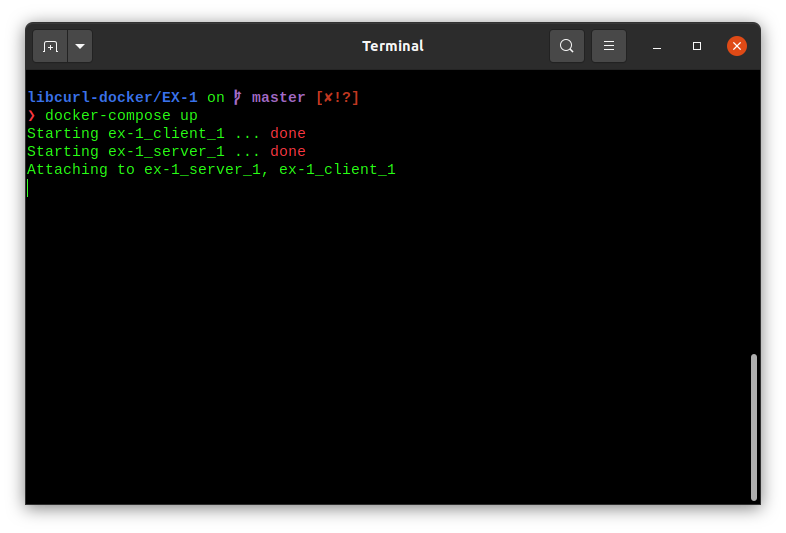 Terminal
libcurl-docker/EX-1 on master [✘!?]
❯ docker-compose up
Starting ex-1_client_1 ... done
Starting ex-1_server_1 ... done
Attaching to ex-1_server_1, ex-1_client_1